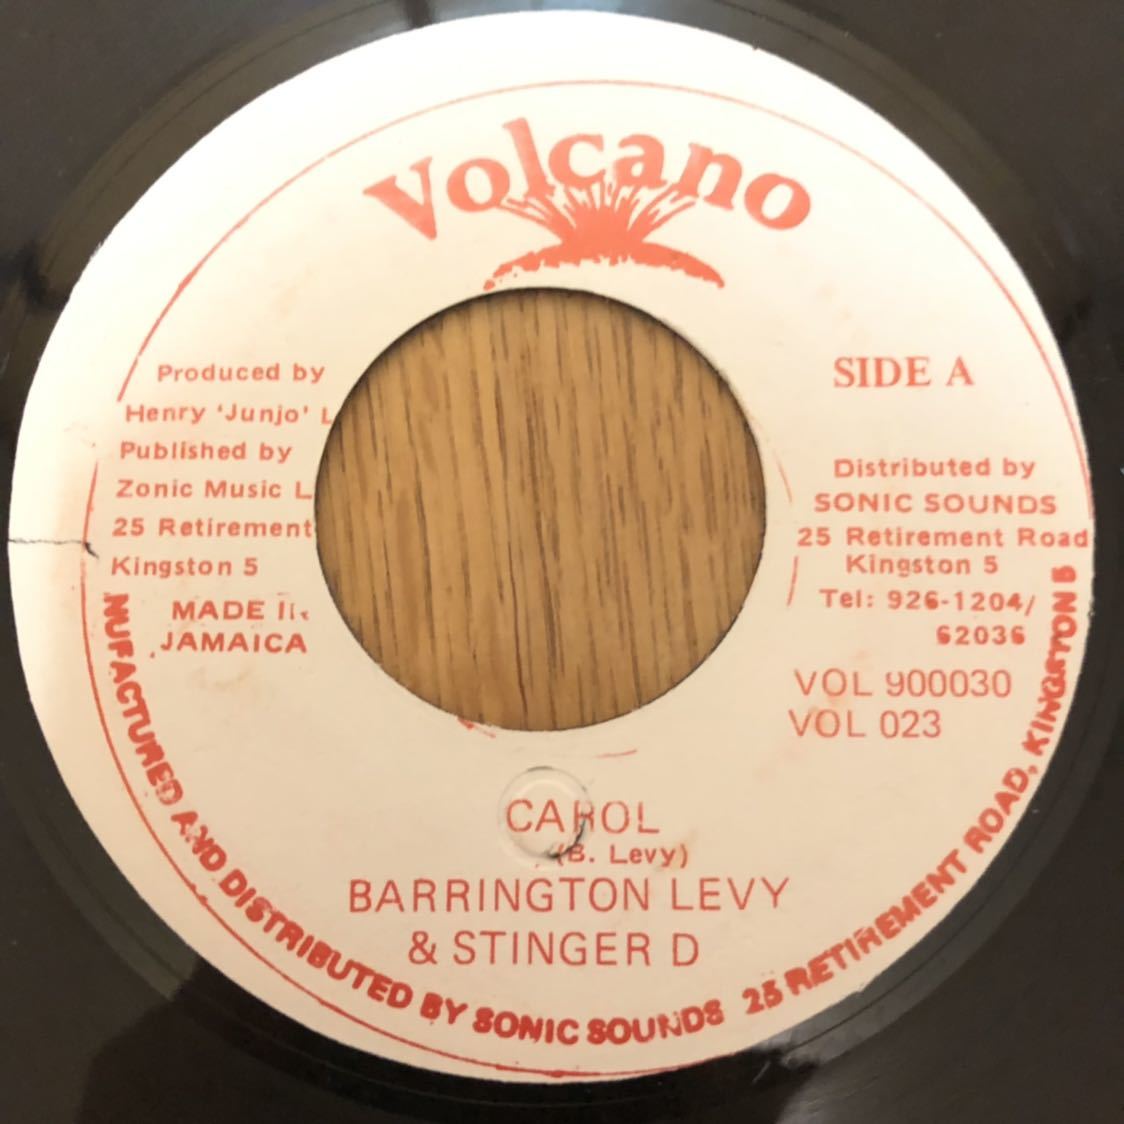 Volcano
SIDE A
Produced by
Henry 'Junjo' L
Published by
Zonic Music L
25 Retirement
Kingston 5
MADE IN
JAMAICA
Distributed by
SONIC SOUNDS
25 Retirement Road
Kingston 5
Tel: 926-1204/
62036
VOL 900030
VOL 023
CAROL
(B. Levy)
BARRINGTON LEVY
& STINGER D
NUFACTURED AND DISTRIBUTED BY SONIC SOUNDS 25 RETIREMENT ROAD, KINGSTON 5